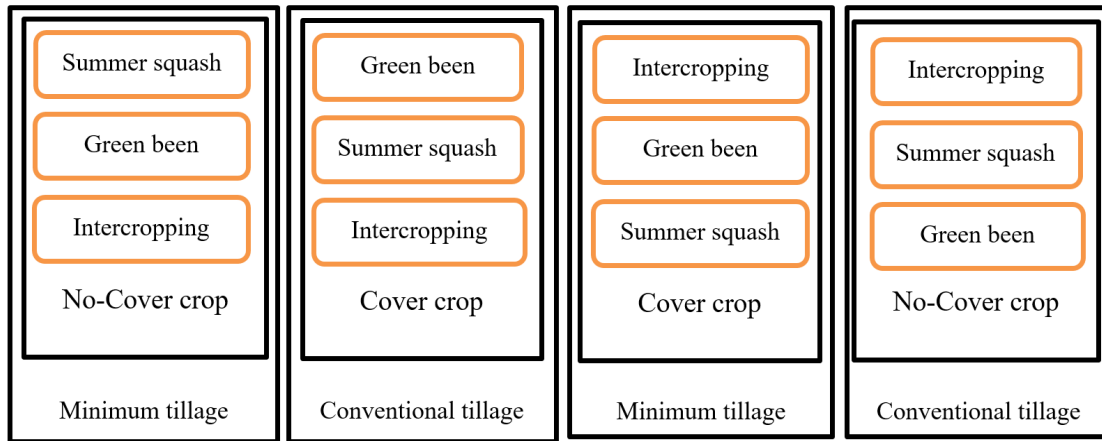 Summer squash
Green been
Intercropping
No-Cover crop
Minimum tillage
Green been
Summer squash
Intercropping
Cover crop
Conventional tillage
Intercropping
Green been
Summer squash
Cover crop
Minimum tillage
Intercropping
Summer squash
Green been
No-Cover crop
Conventional tillage